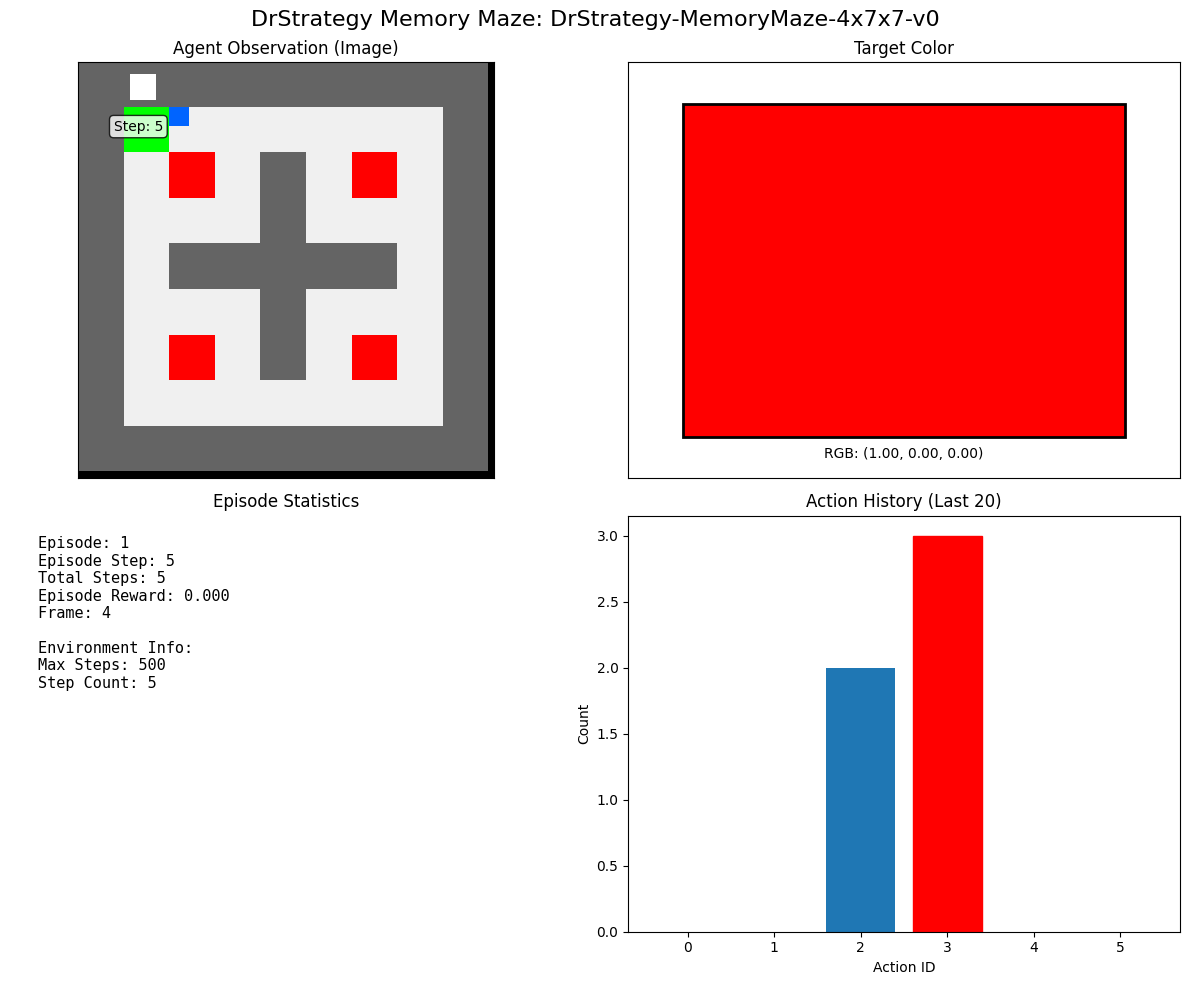 DrStrategy Memory Maze: DrStrategy-MemoryMaze-4x7x7-v0
Agent Observation (Image)
Step: 5
Target Color
RGB: (1.00, 0.00, 0.00)
Episode Statistics
Episode: 1
Episode Step: 5
Total Steps: 5
Episode Reward: 0.000
Frame: 4
Environment Info:
Max Steps: 500
Step Count: 5
Action History (Last 20)
3.0
2.5
2.0
1.5
1.0
0.5
0.0
Count
0 1 2 3 4 5
Action ID